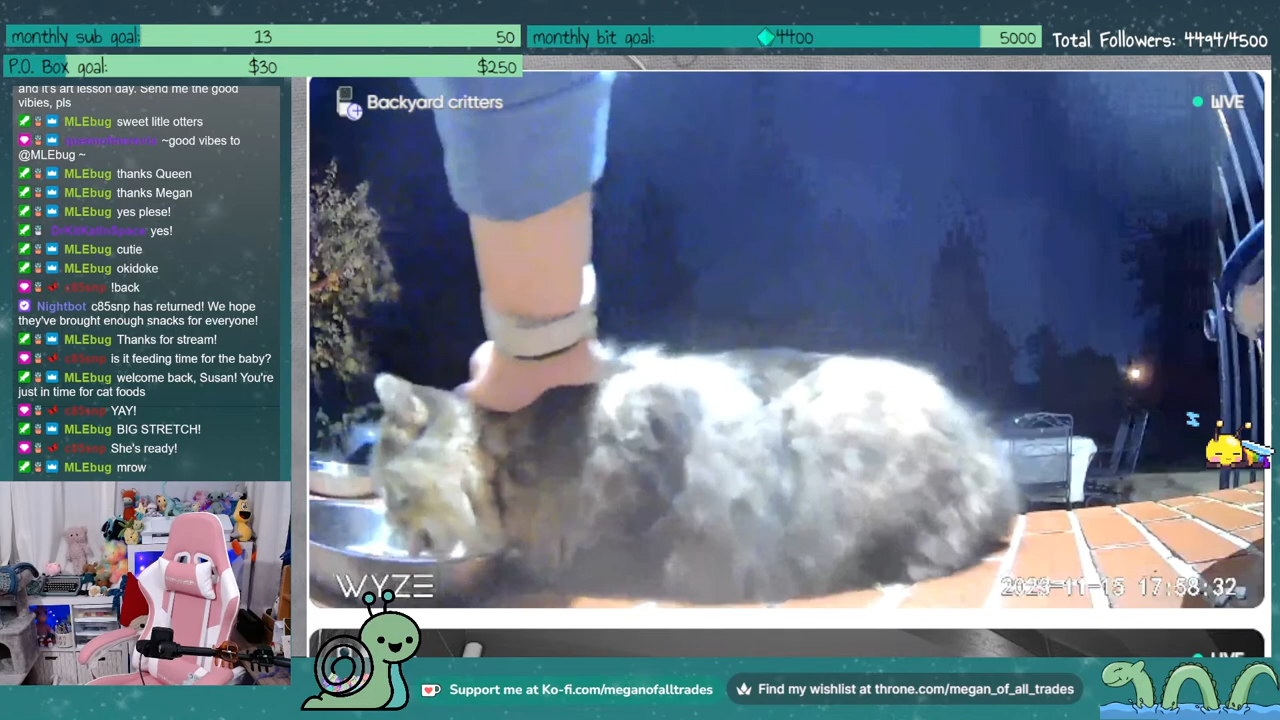 monthly sub goal: 13 50
monthly bit goal: 4400 5000
Total Followers: 4494/4500
P.O. Box goal: $30 $250
and it's art lesson day. Send me the good
vibies, pls
MLEbug sweet litle otters
~good vibes to
@MLEbug ~
MLEbug thanks Queen
MLEbug thanks Megan
MLEbug yes plese!
yes!
MLEbug cutie
MLEbug okidoke
c85snp !back
Nightbot c85snp has returned! We hope
they've brought enough snacks for everyone!
MLEbug Thanks for stream!
c85snp is it feeding time for the baby?
MLEbug welcome back, Susan! You're
just in time for cat foods
c85snp YAY!
MLEbug BIG STRETCH!
c85snp She's ready!
MLEbug mrow
Backyard critters
LIVE
WYZE
2023-11-15 17:58:32
LIVE
Support me at Ko-fi.com/meganofalltrades
Find my wishlist at throne.com/megan_of_all_trades